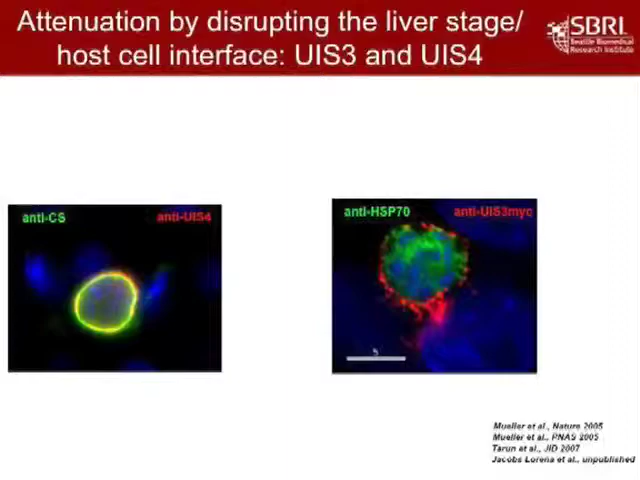 Attenuation by disrupting the liver stage/
host cell interface: UIS3 and UIS4
SBRI
Seattle Biomedical
Research Institute
anti-CS
anti-UIS4
anti-HSP70
anti-UIS3myc
5
Mueller et al., Nature 2005
Mueller et al., PNAS 2005
Tarun et al., JID 2007
Jacobs Lorena et al., unpublished